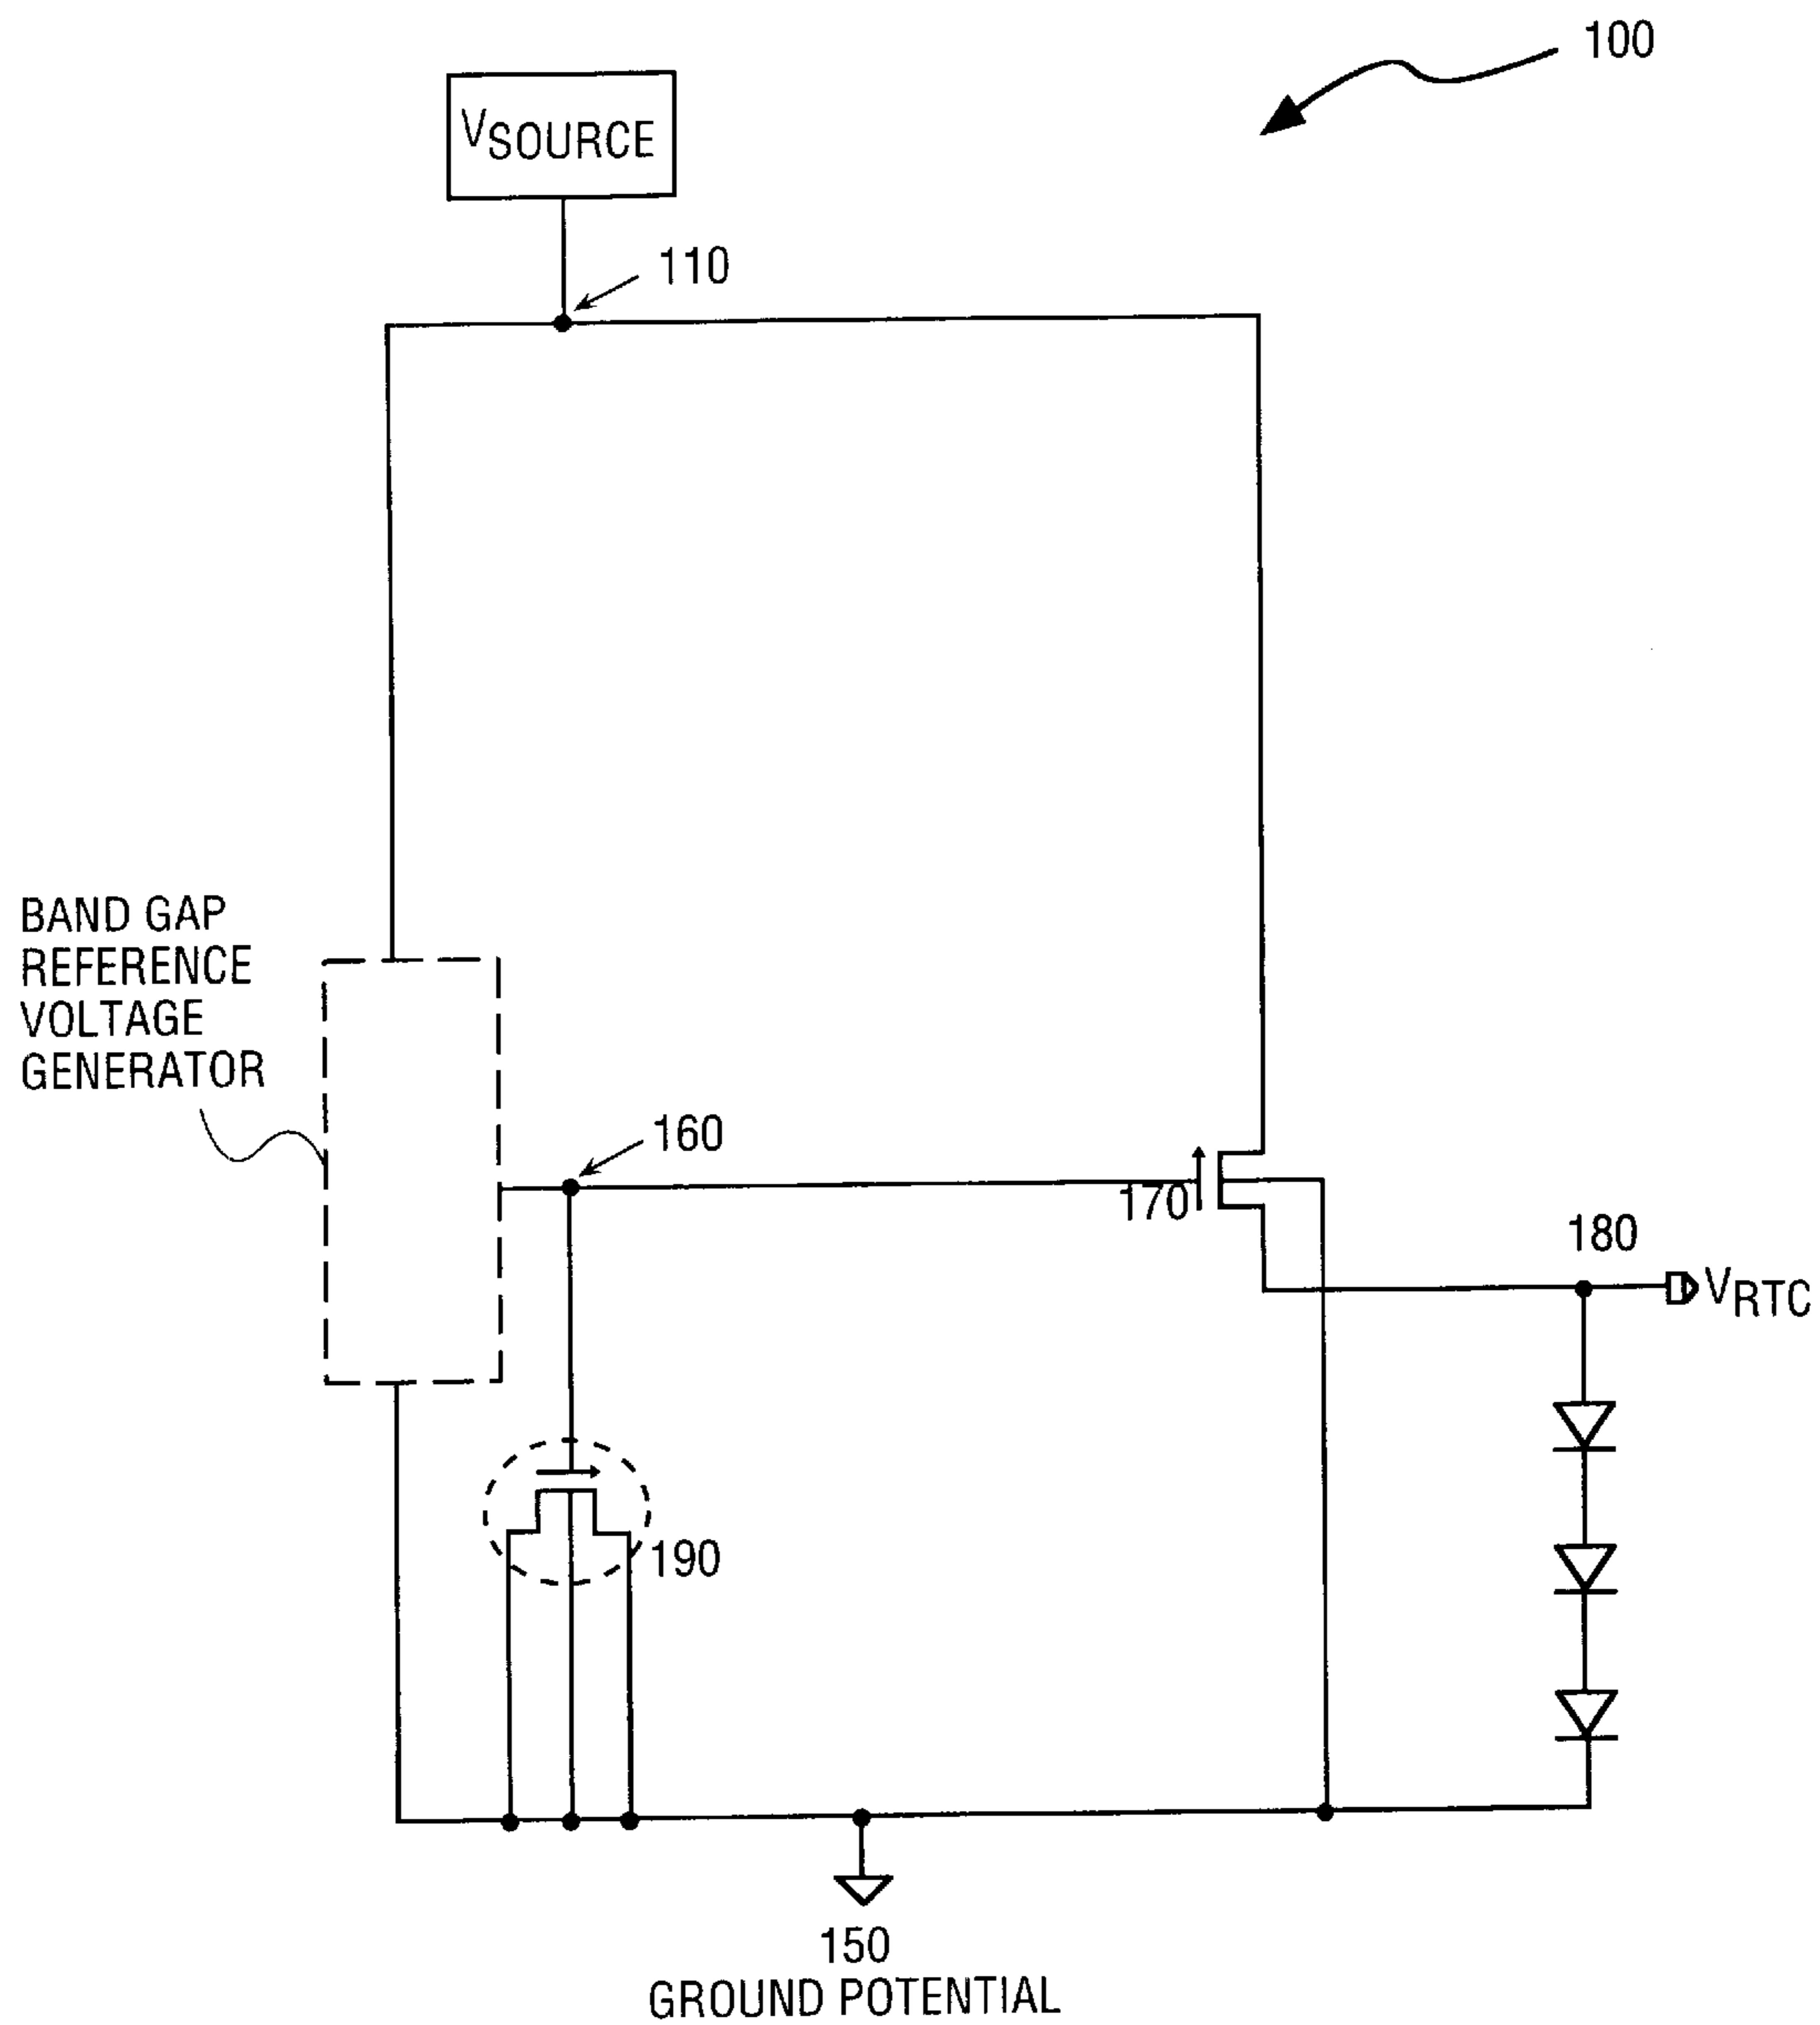 100
VSOURCE
110
BAND GAP
REFERENCE
VOLTAGE
GENERATOR
160
170
180
VRTC
190
150
GROUND POTENTIAL